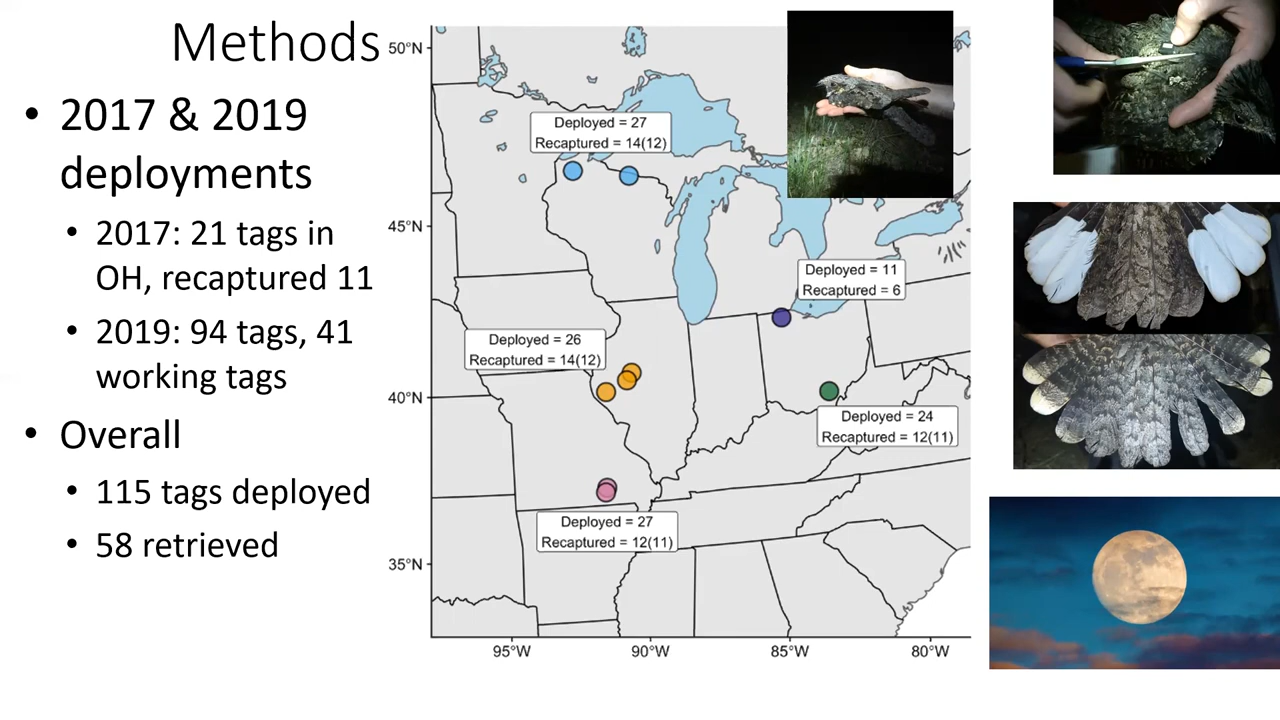 Methods
• 2017 & 2019
deployments
• 2017: 21 tags in
OH, recaptured 11
• 2019: 94 tags, 41
working tags
• Overall
• 115 tags deployed
• 58 retrieved
50°N
45°N
40°N
35°N
95°W
90°W
85°W
80°W
Deployed = 27
Recaptured = 14(12)
Deployed = 11
Recaptured = 6
Deployed = 26
Recaptured = 14(12)
Deployed = 24
Recaptured = 12(11)
Deployed = 27
Recaptured = 12(11)